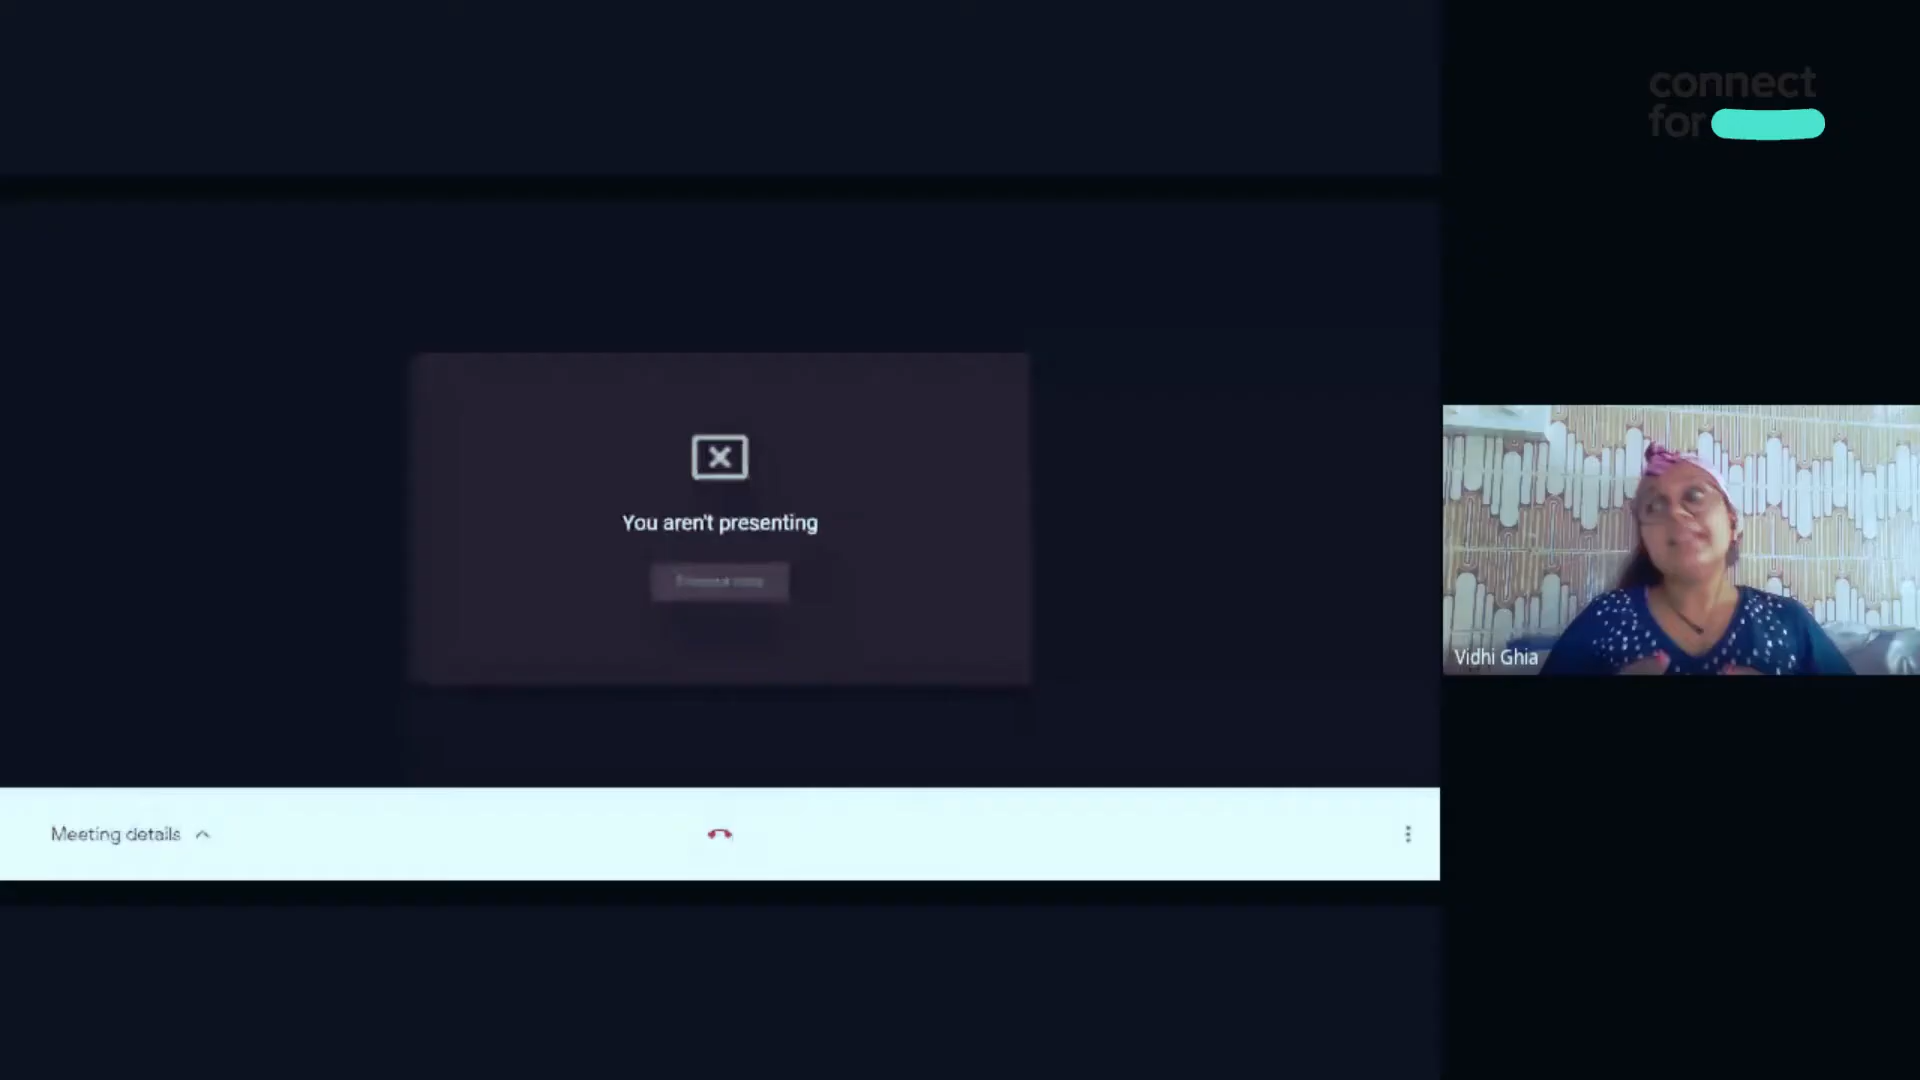 connect
for
You aren't presenting
Vidhi Ghia
Meeting details